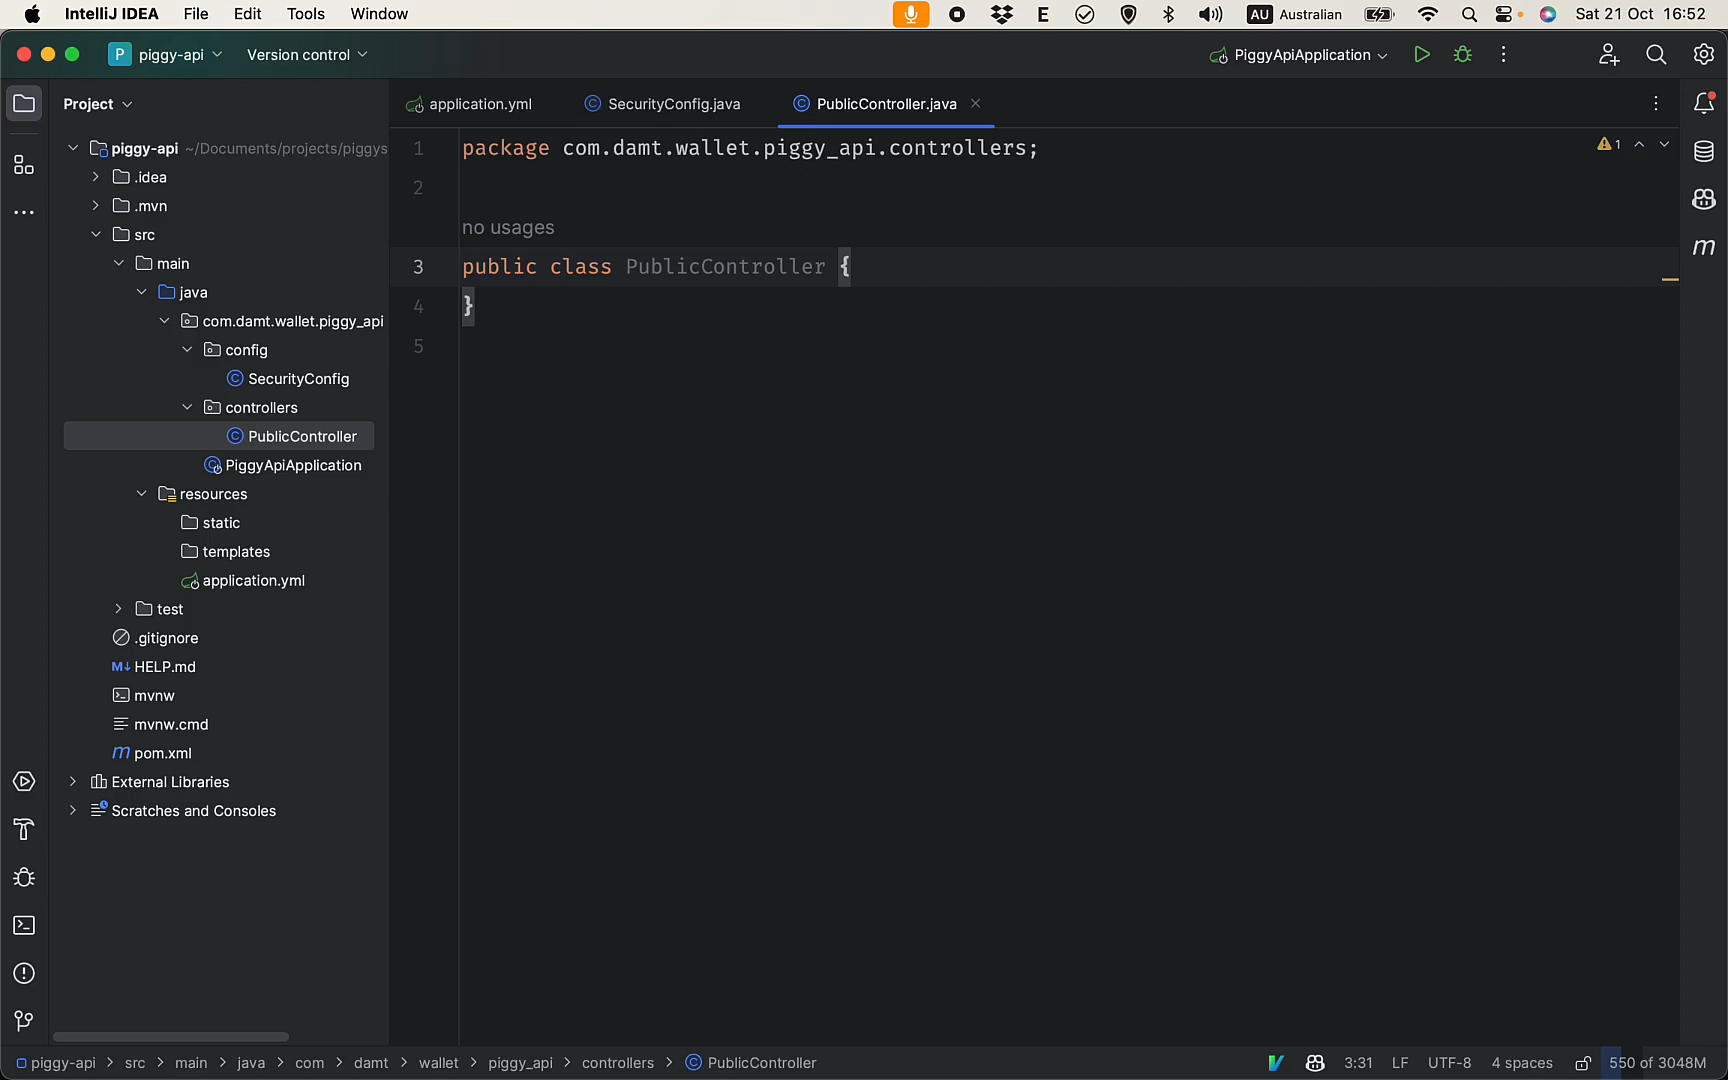 IntelliJ IDEA File Edit Tools Window E AU Australian Sat 21 Oct 16:52
P piggy-api Version control PiggyApiApplication
Project
application.yml SecurityConfig.java PublicController.java
piggy-api ~/Documents/projects/piggys
.idea
.mvn
src
main
java
com.damt.wallet.piggy_api
config
C SecurityConfig
controllers
C PublicController
PiggyApiApplication
resources
static
templates
application.yml
test
.gitignore
M↓ HELP.md
mvnw
mvnw.cmd
m pom.xml
External Libraries
Scratches and Consoles
1 package com.damt.wallet.piggy_api.controllers;
1
2
no usages
3 public class PublicController {
4 }
5
m
piggy-api > src > main > java > com > damt > wallet > piggy_api > controllers > C PublicController 3:31 LF UTF-8 4 spaces 550 of 3048M